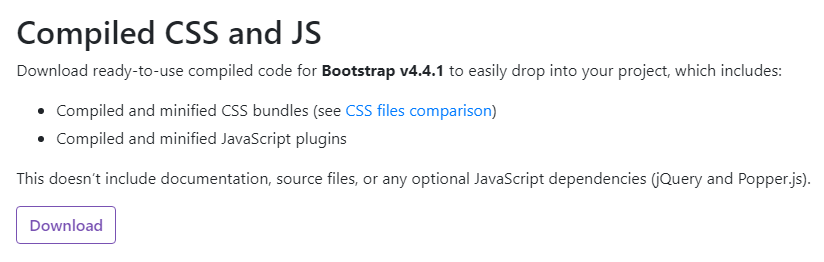 Compiled CSS and JS
Download ready-to-use compiled code for Bootstrap v4.4.1 to easily drop into your project, which includes:
• Compiled and minified CSS bundles (see CSS files comparison)
• Compiled and minified JavaScript plugins
This doesn’t include documentation, source files, or any optional JavaScript dependencies (jQuery and Popper.js).
Download